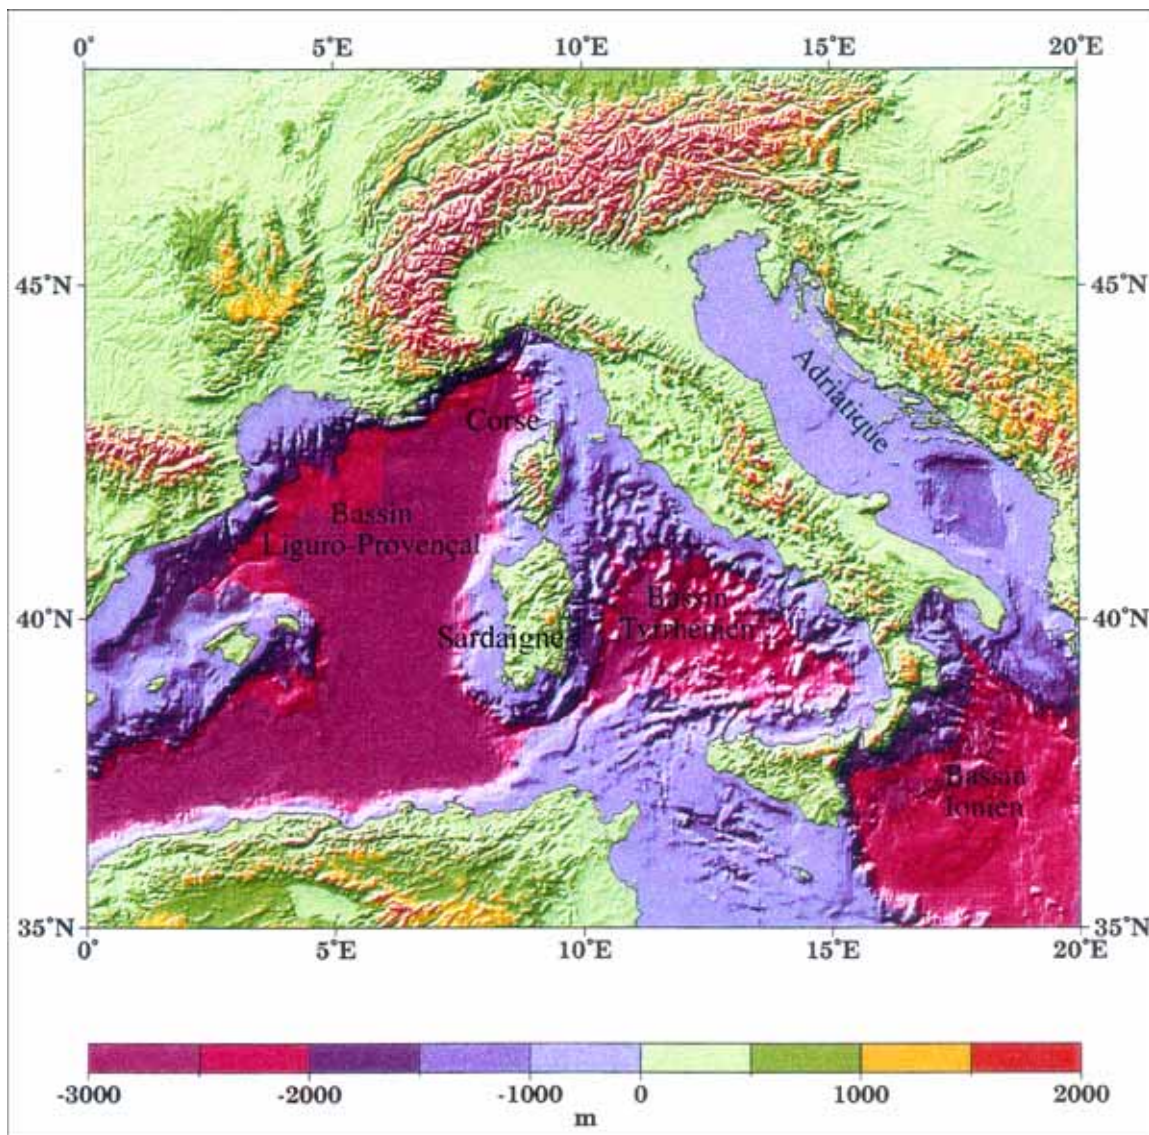 0˚ 5˚E 10˚E 15˚E 20˚E
45˚N 45˚N
Adriatique
Corse
Bassin
Liguro-Provençal
Bassin
Tyrrhenien
40˚N 40˚N
Sardaigne
Bassin
Ionien
35˚N 35˚N
0˚ 5˚E 10˚E 15˚E 20˚E
-3000 -2000 -1000 0 1000 2000
m